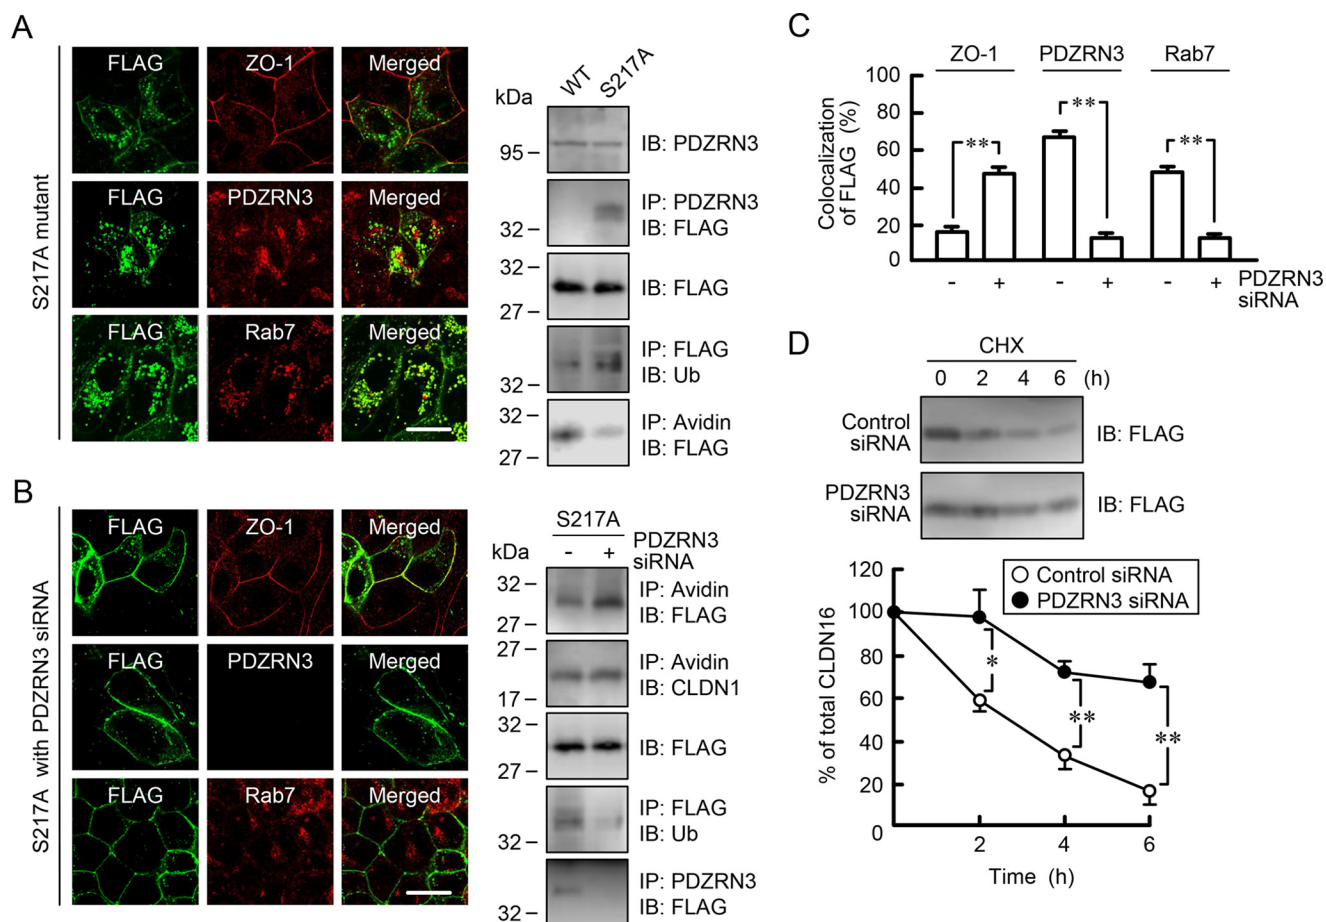 A
S217A mutant
FLAG
ZO-1
Merged
FLAG
PDZRN3
Merged
FLAG
Rab7
Merged
kDa
WT
S217A
95
IB: PDZRN3
32
IP: PDZRN3
IB: FLAG
32
27
IB: FLAG
32
IP: FLAG
IB: Ub
32
27
IP: Avidin
IB: FLAG
B
S217A with PDZRN3 siRNA
FLAG
ZO-1
Merged
FLAG
PDZRN3
Merged
FLAG
Rab7
Merged
S217A
kDa
- +
PDZRN3
siRNA
32
27
IP: Avidin
IB: FLAG
27
17
IP: Avidin
IB: CLDN1
32
27
IB: FLAG
32
IP: FLAG
IB: Ub
32
IP: PDZRN3
IB: FLAG
C
ZO-1
PDZRN3
Rab7
Colocalization
of FLAG (%)
100
80
60
40
20
0
**
**
**
- + - + - +
PDZRN3
siRNA
D
CHX
0 2 4 6 (h)
Control
siRNA
IB: FLAG
PDZRN3
siRNA
IB: FLAG
Control siRNA
PDZRN3 siRNA
% of total CLDN16
120
100
80
60
40
20
0
*
**
**
2 4 6
Time (h)